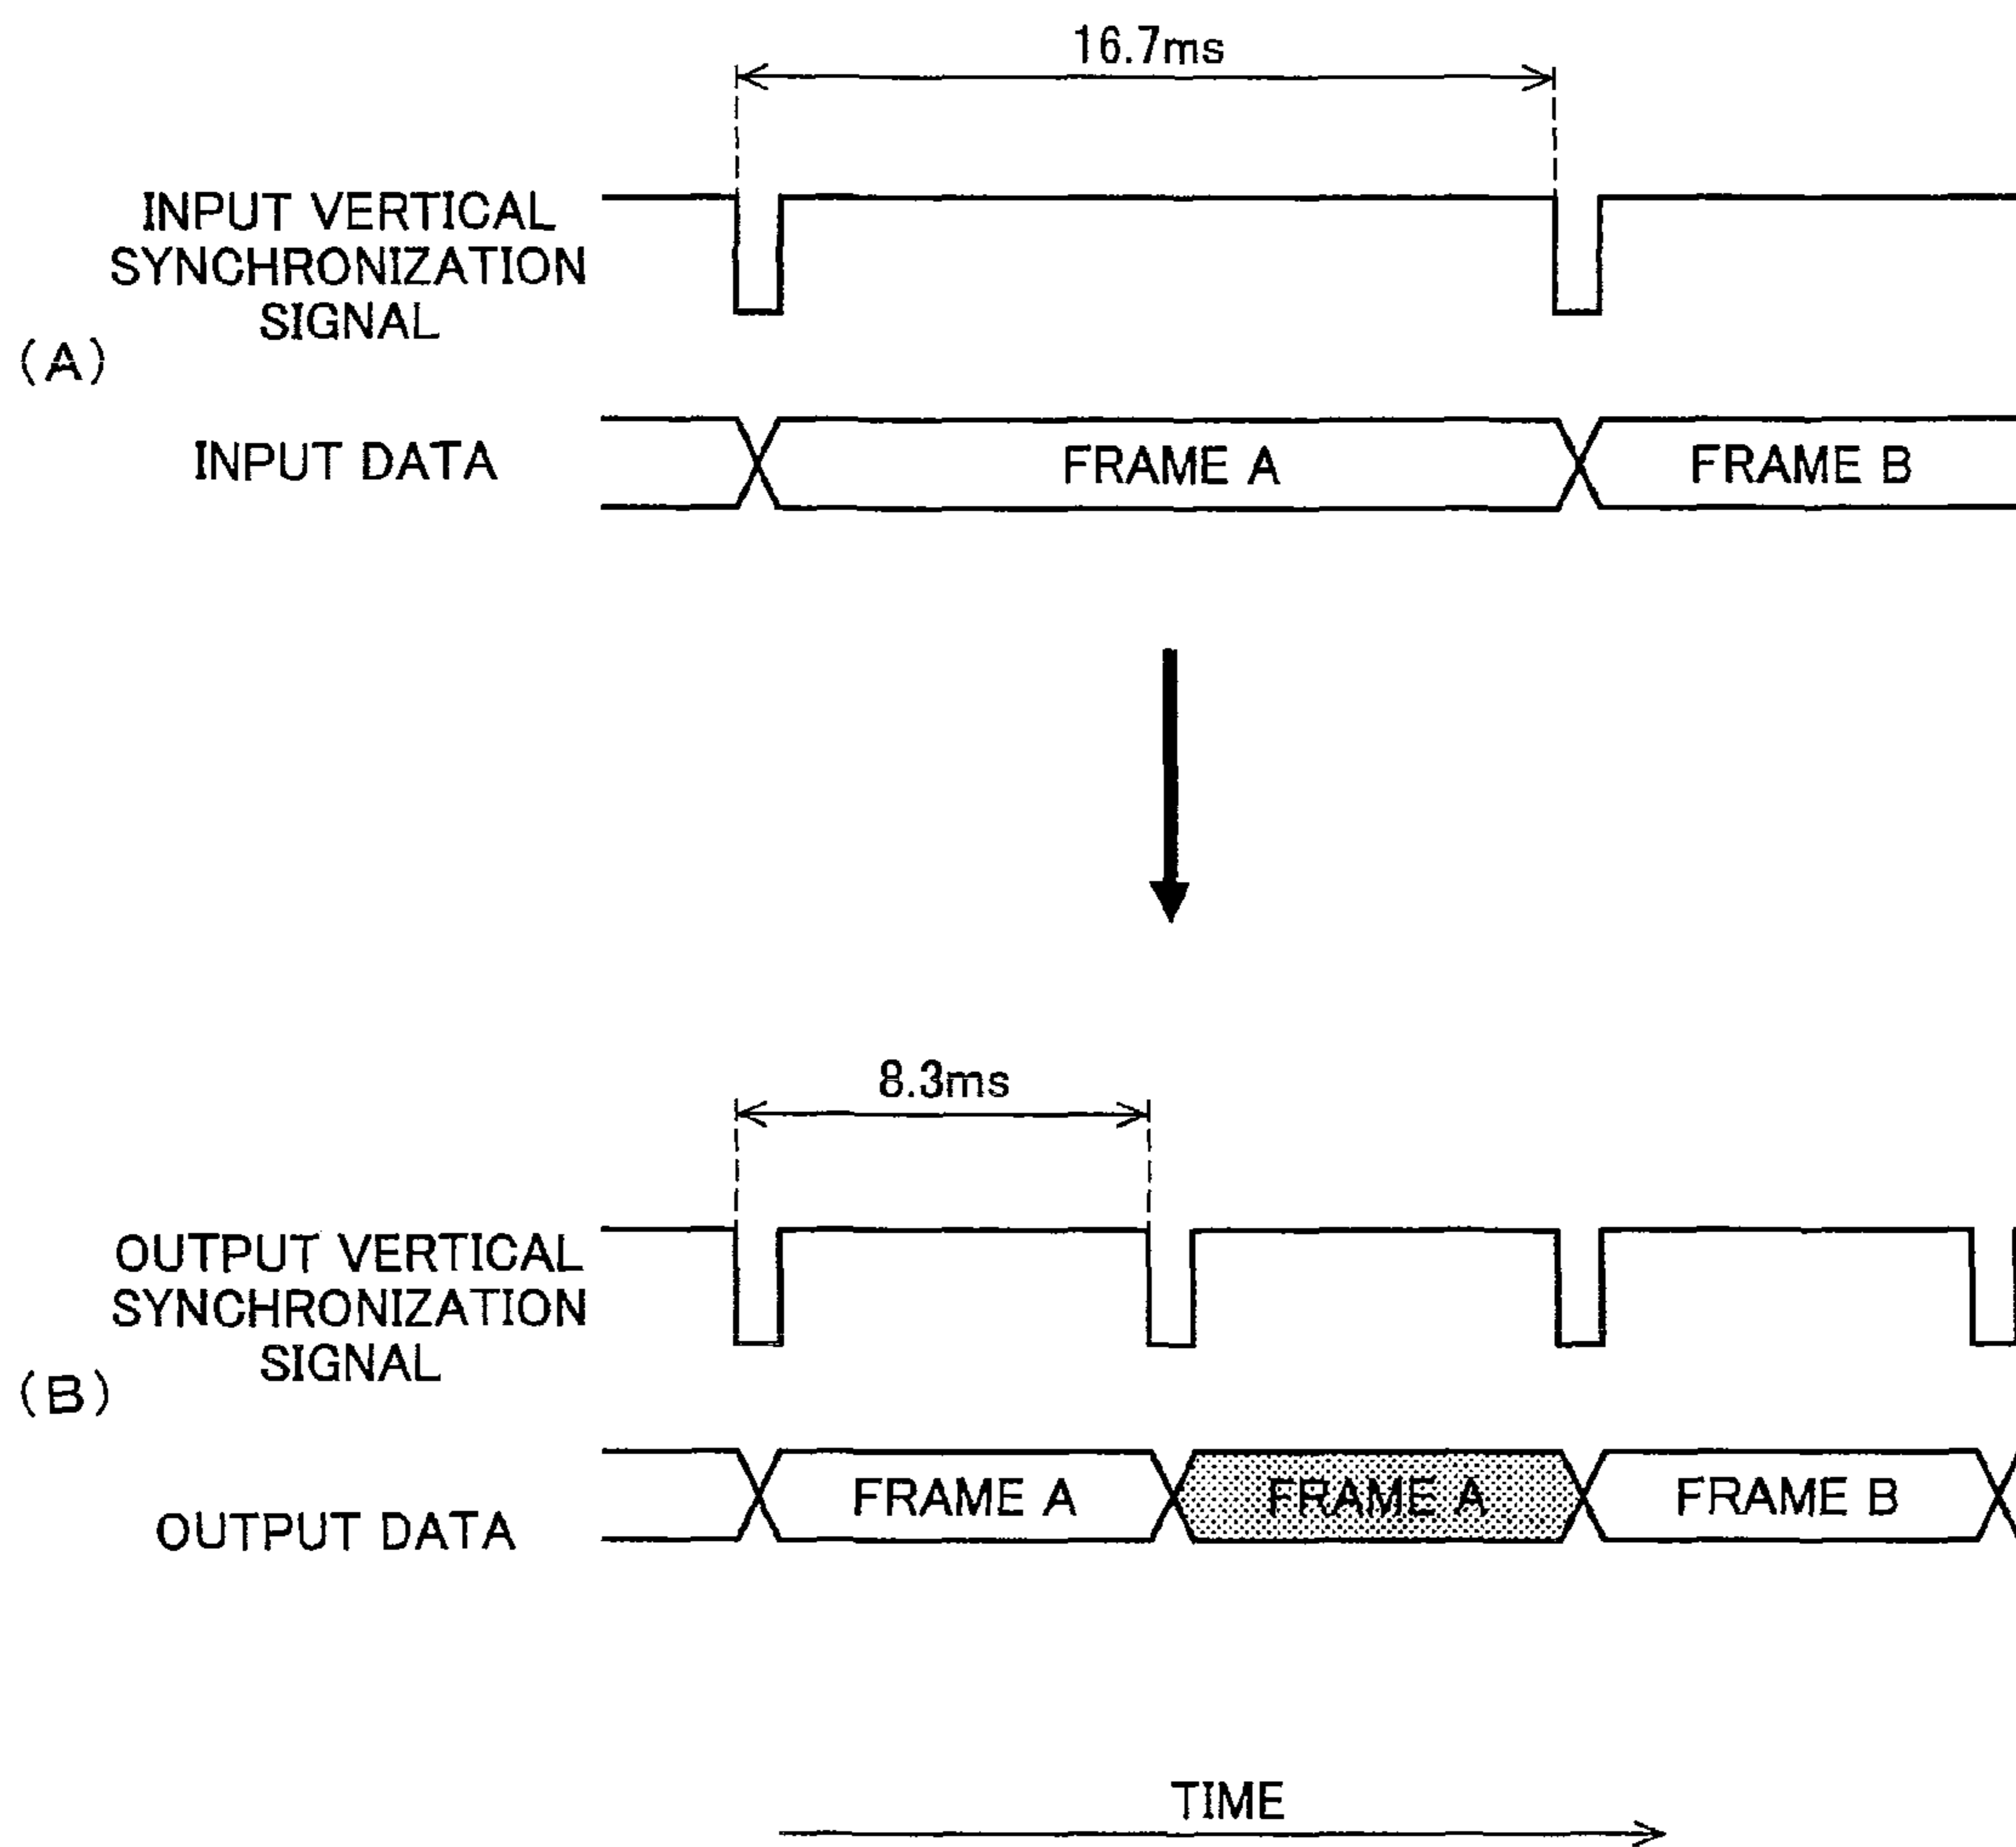 16.7ms
INPUT VERTICAL
SYNCHRONIZATION
SIGNAL
(A)
INPUT DATA
FRAME A
FRAME B
8.3ms
OUTPUT VERTICAL
SYNCHRONIZATION
SIGNAL
(B)
OUTPUT DATA
FRAME A
FRAME A
FRAME B
TIME